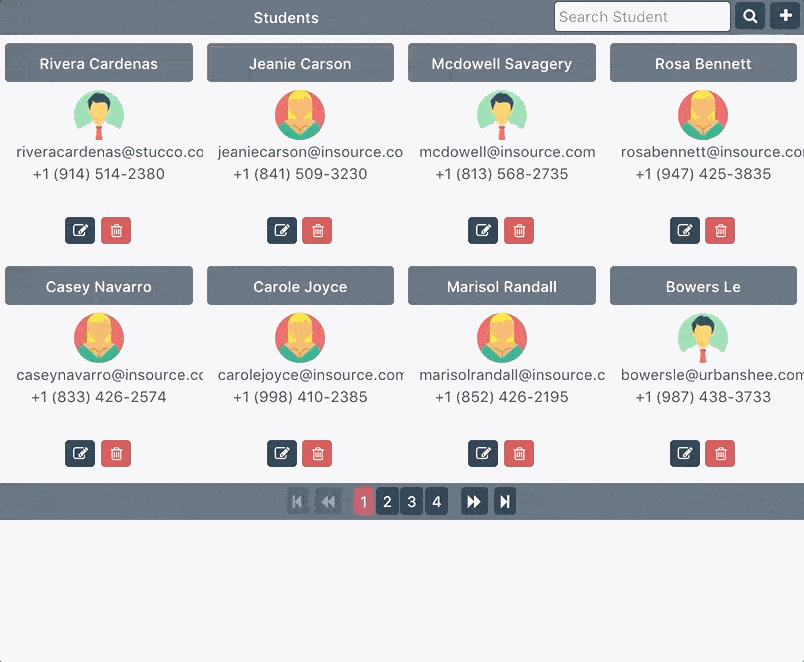 Students
Search Student
Rivera Cardenas
Jeanie Carson
Mcdowell Savagery
Rosa Bennett
riveracardenas@stucco.co
jeaniecarson@insource.co
mcdowell@insource.com
rosabennett@insource.co
+1 (914) 514-2380
+1 (841) 509-3230
+1 (813) 568-2735
+1 (947) 425-3835
Casey Navarro
Carole Joyce
Marisol Randall
Bowers Le
caseynavarro@insource.cc
carolejoyce@insource.com
marisolrandall@insource.c
bowersle@urbanshee.com
+1 (833) 426-2574
+1 (998) 410-2385
+1 (852) 426-2195
+1 (987) 438-3733
1 2 3 4